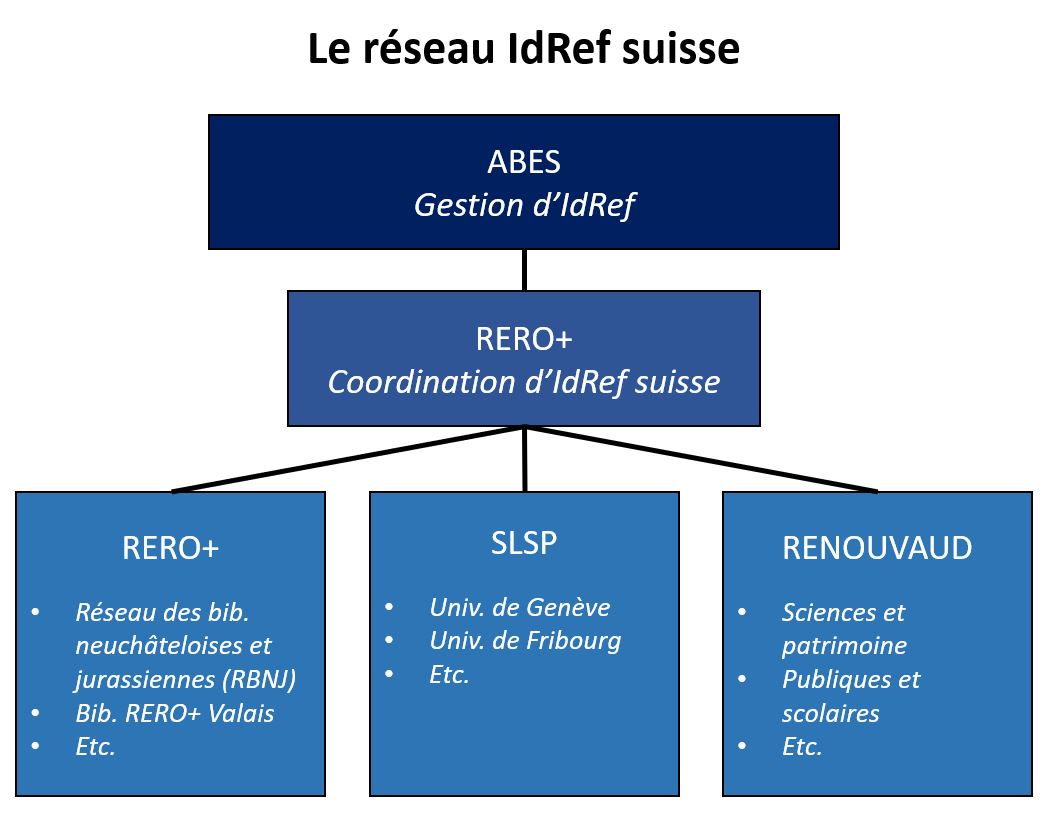 Le réseau IdRef suisse
ABES
Gestion d’IdRef
RERO+
Coordination d’IdRef suisse
RERO+
• Réseau des bib.
neuchâteloises et
jurassiennes (RBNJ)
• Bib. RERO+ Valais
• Etc.
SLSP
• Univ. de Genève
• Univ. de Fribourg
• Etc.
RENOUVAUD
• Sciences et
patrimoine
• Publiques et
scolaires
• Etc.